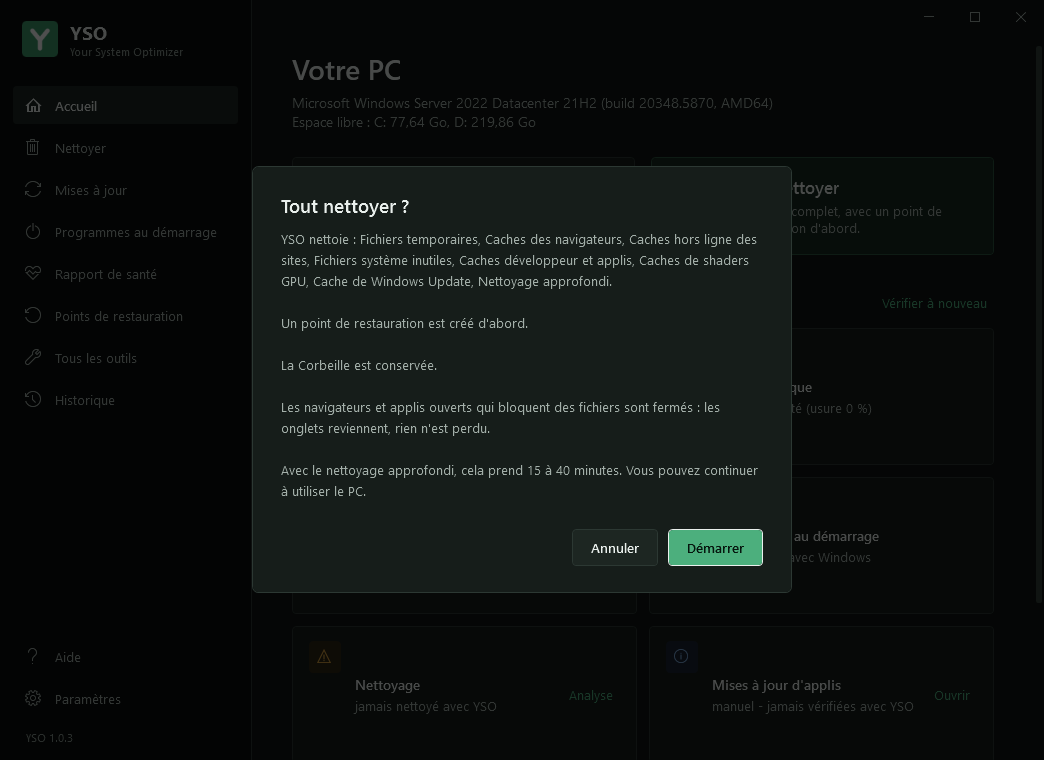 YSO
Your System Optimizer
Accueil
Nettoyer
Mises à jour
Programmes au démarrage
Rapport de santé
Points de restauration
Tous les outils
Historique
Aide
Paramètres
YSO 1.0.3
Votre PC
Microsoft Windows Server 2022 Datacenter 21H2 (build 20348.5870, AMD64)
Espace libre : C: 77,64 Go, D: 219,86 Go
ttoyer
complet, avec un point de
on d'abord.
Vérifier à nouveau
que
té (usure 0 %)
au démarrage
avec Windows
Tout nettoyer ?
YSO nettoie : Fichiers temporaires, Caches des navigateurs, Caches hors ligne des
sites, Fichiers système inutiles, Caches développeur et applis, Caches de shaders
GPU, Cache de Windows Update, Nettoyage approfondi.
Un point de restauration est créé d'abord.
La Corbeille est conservée.
Les navigateurs et applis ouverts qui bloquent des fichiers sont fermés : les
onglets reviennent, rien n'est perdu.
Avec le nettoyage approfondi, cela prend 15 à 40 minutes. Vous pouvez continuer
à utiliser le PC.
Annuler
Démarrer
Nettoyage
jamais nettoyé avec YSO
Analyse
Mises à jour d'applis
manuel - jamais vérifiées avec YSO
Ouvrir